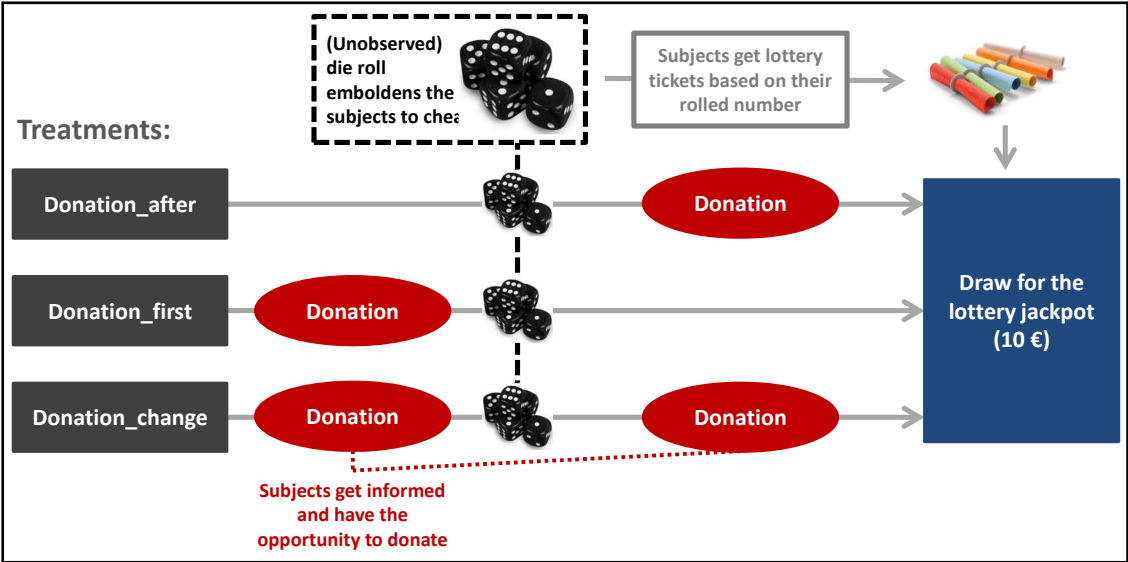 (Unobserved)
die roll
emboldens the
subjects to chea
Subjects get lottery
tickets based on their
rolled number
Treatments:
Donation_after
Donation
Donation_first
Donation
Donation_change
Donation
Donation
Draw for the
lottery jackpot
(10 €)
Subjects get informed
and have the
opportunity to donate